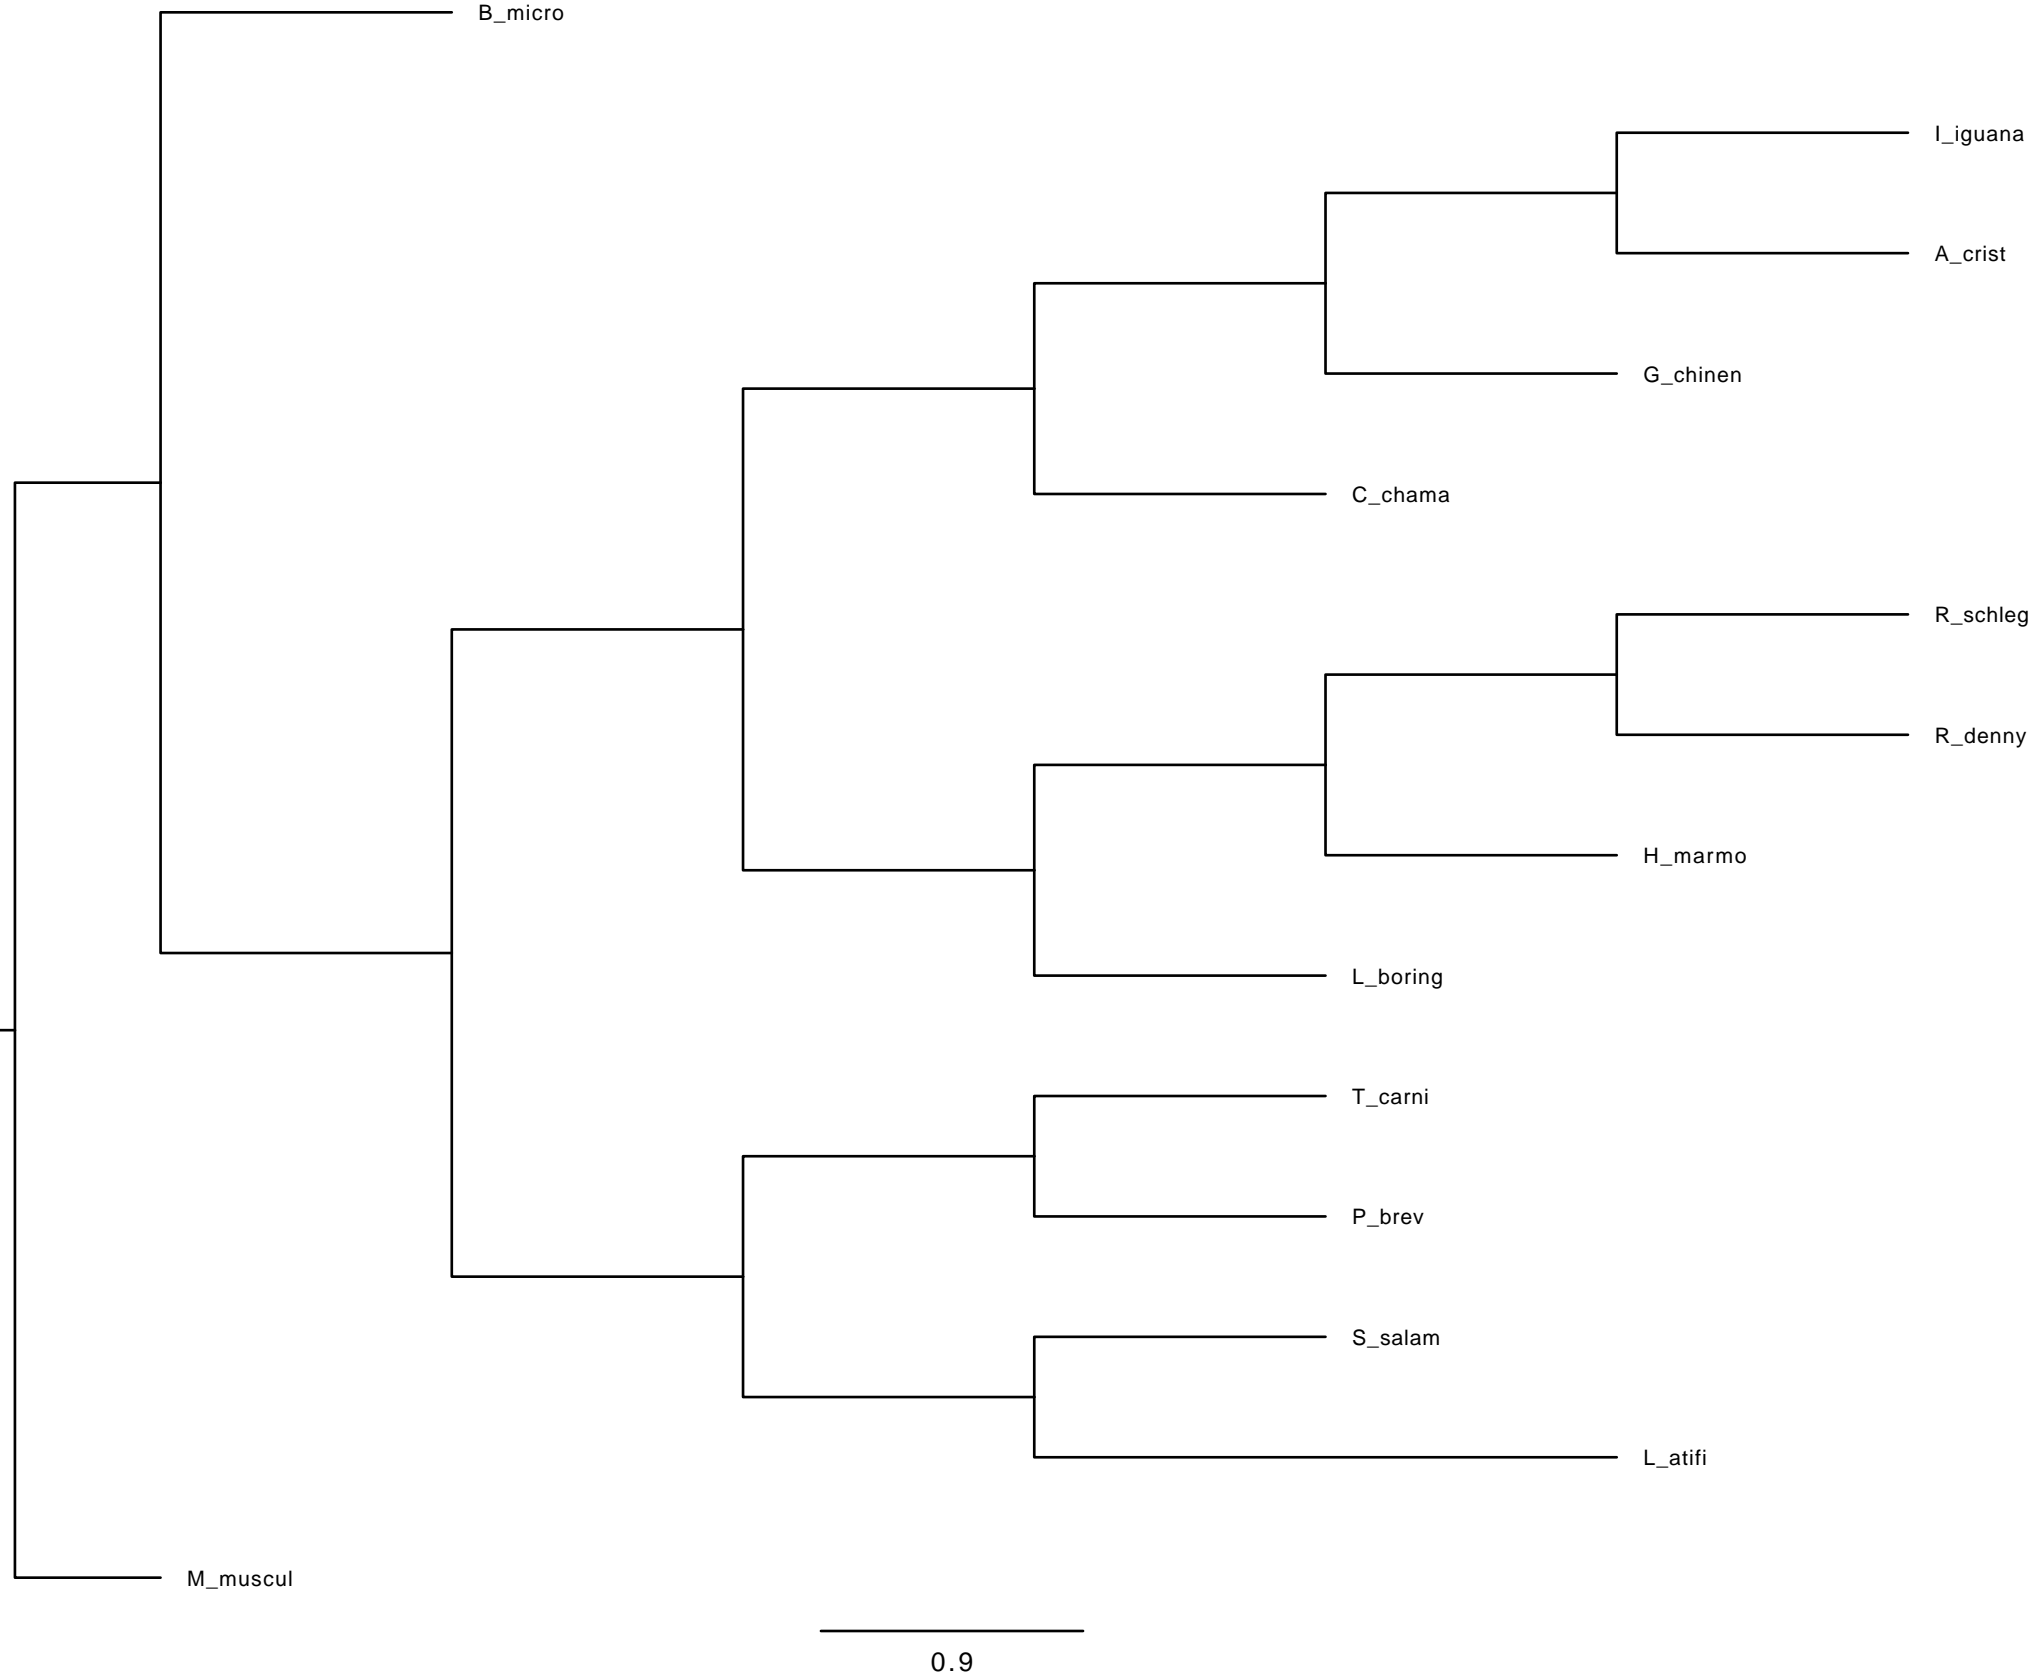 B_micro
I_iguana
A_crist
G_chinen
C_chama
R_schleg
R_denny
H_marmo
L_boring
T_carni
P_brev
S_salam
L_atifi
M_muscul
0.9